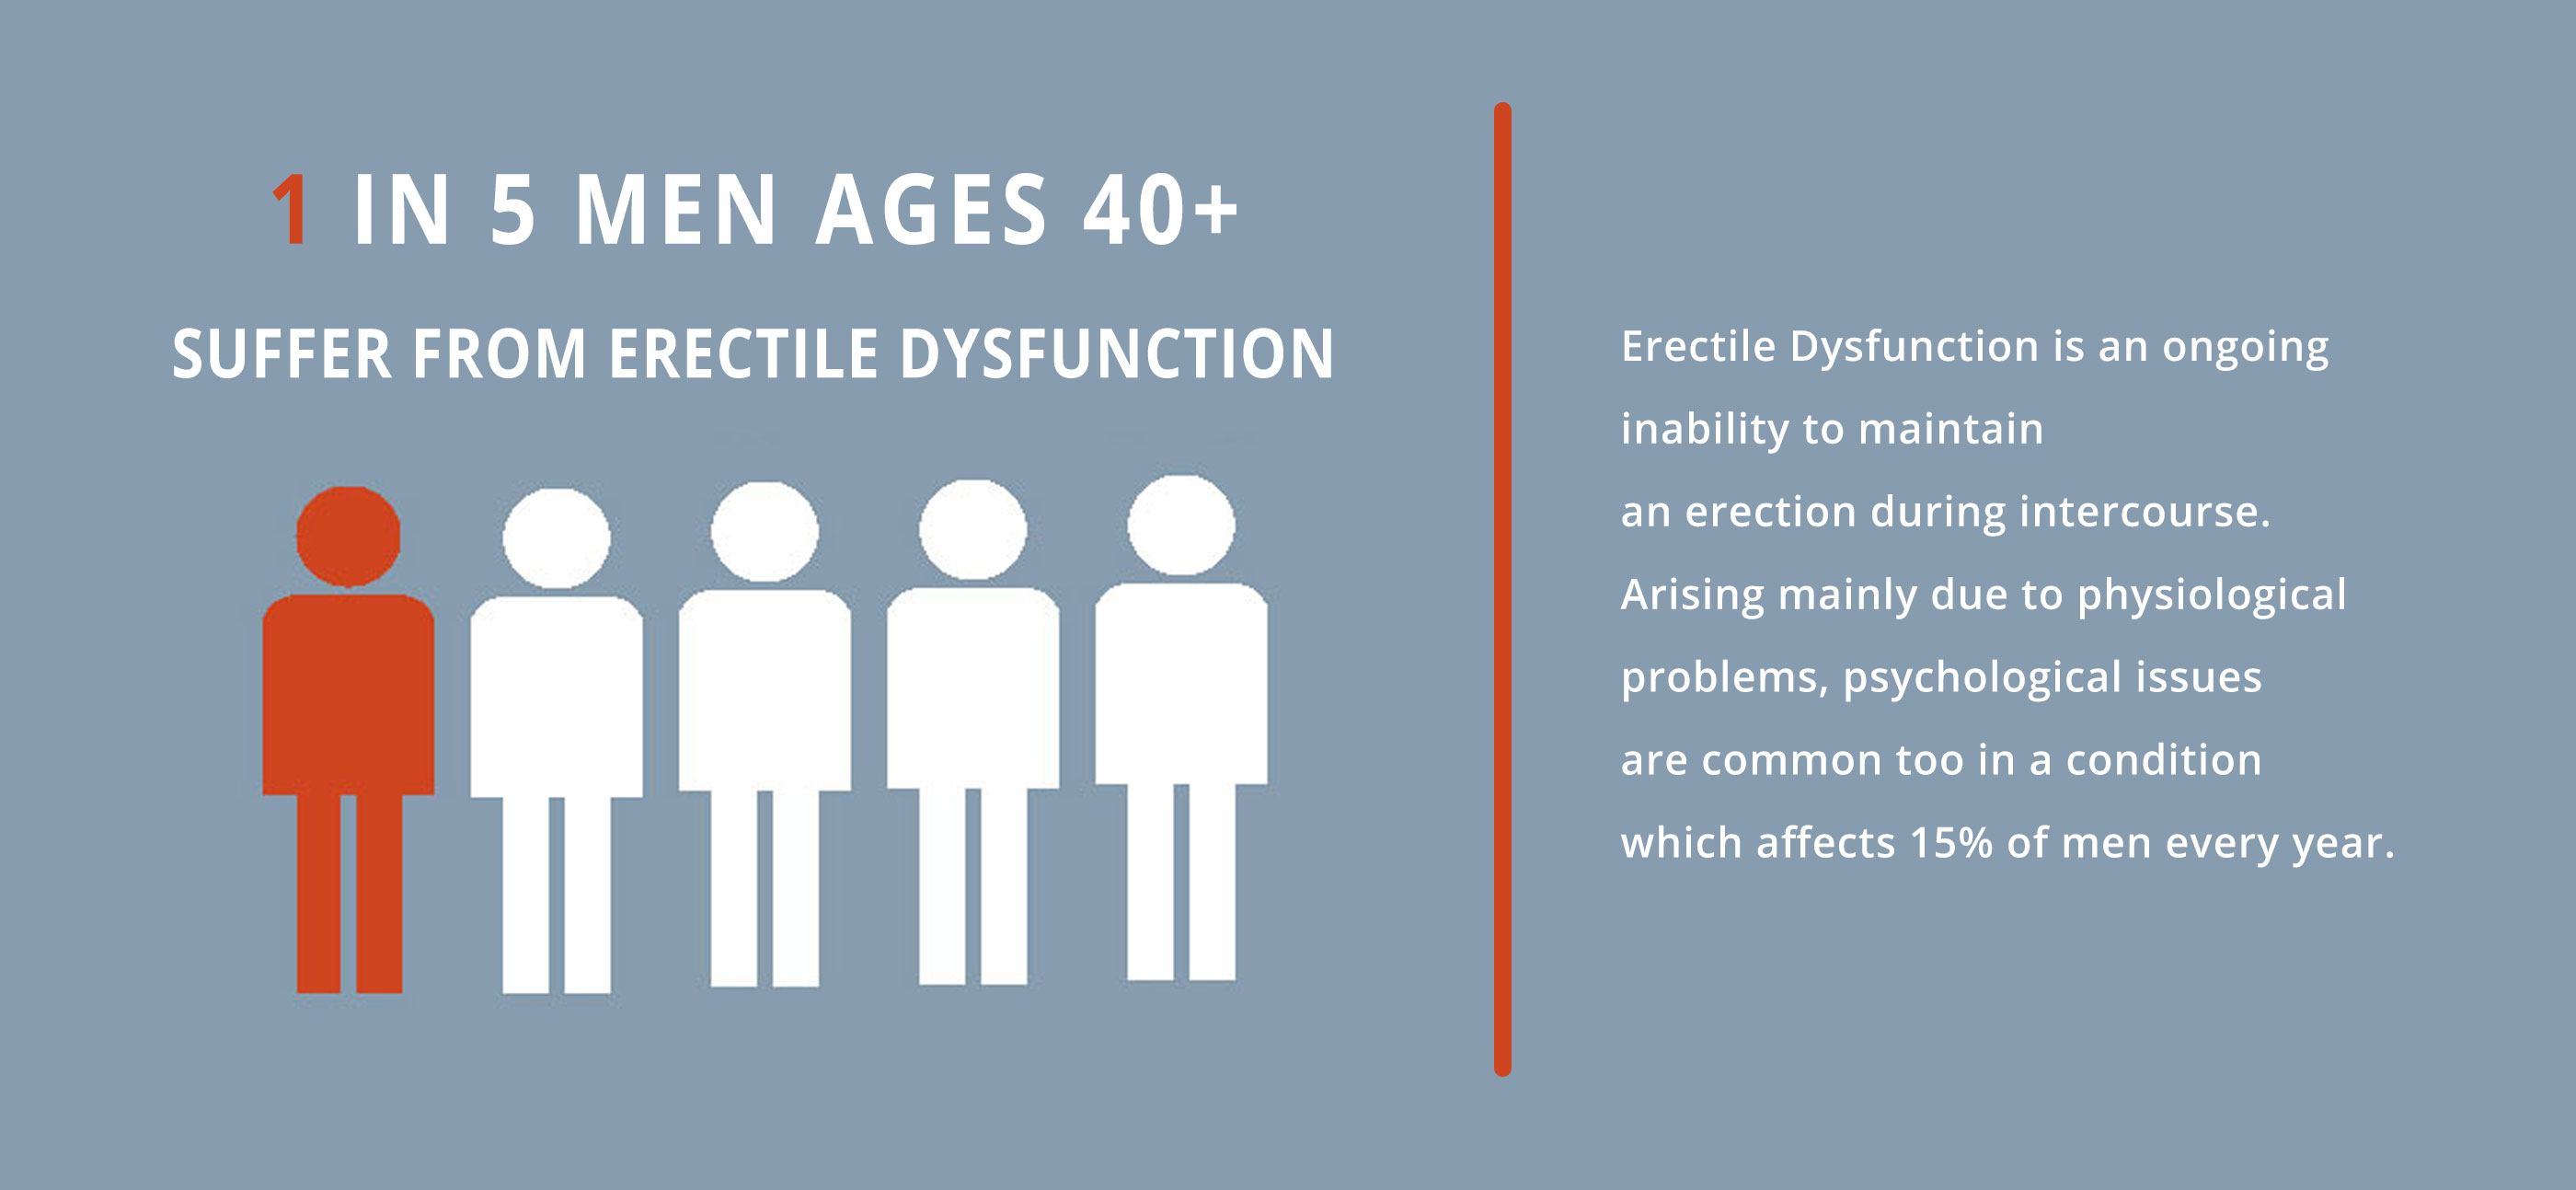 1 IN 5 MEN AGES 40+
SUFFER FROM ERECTILE DYSFUNCTION
Erectile Dysfunction is an ongoing
inability to maintain
an erection during intercourse.
Arising mainly due to physiological
problems, psychological issues
are common too in a condition
which affects 15% of men every year.